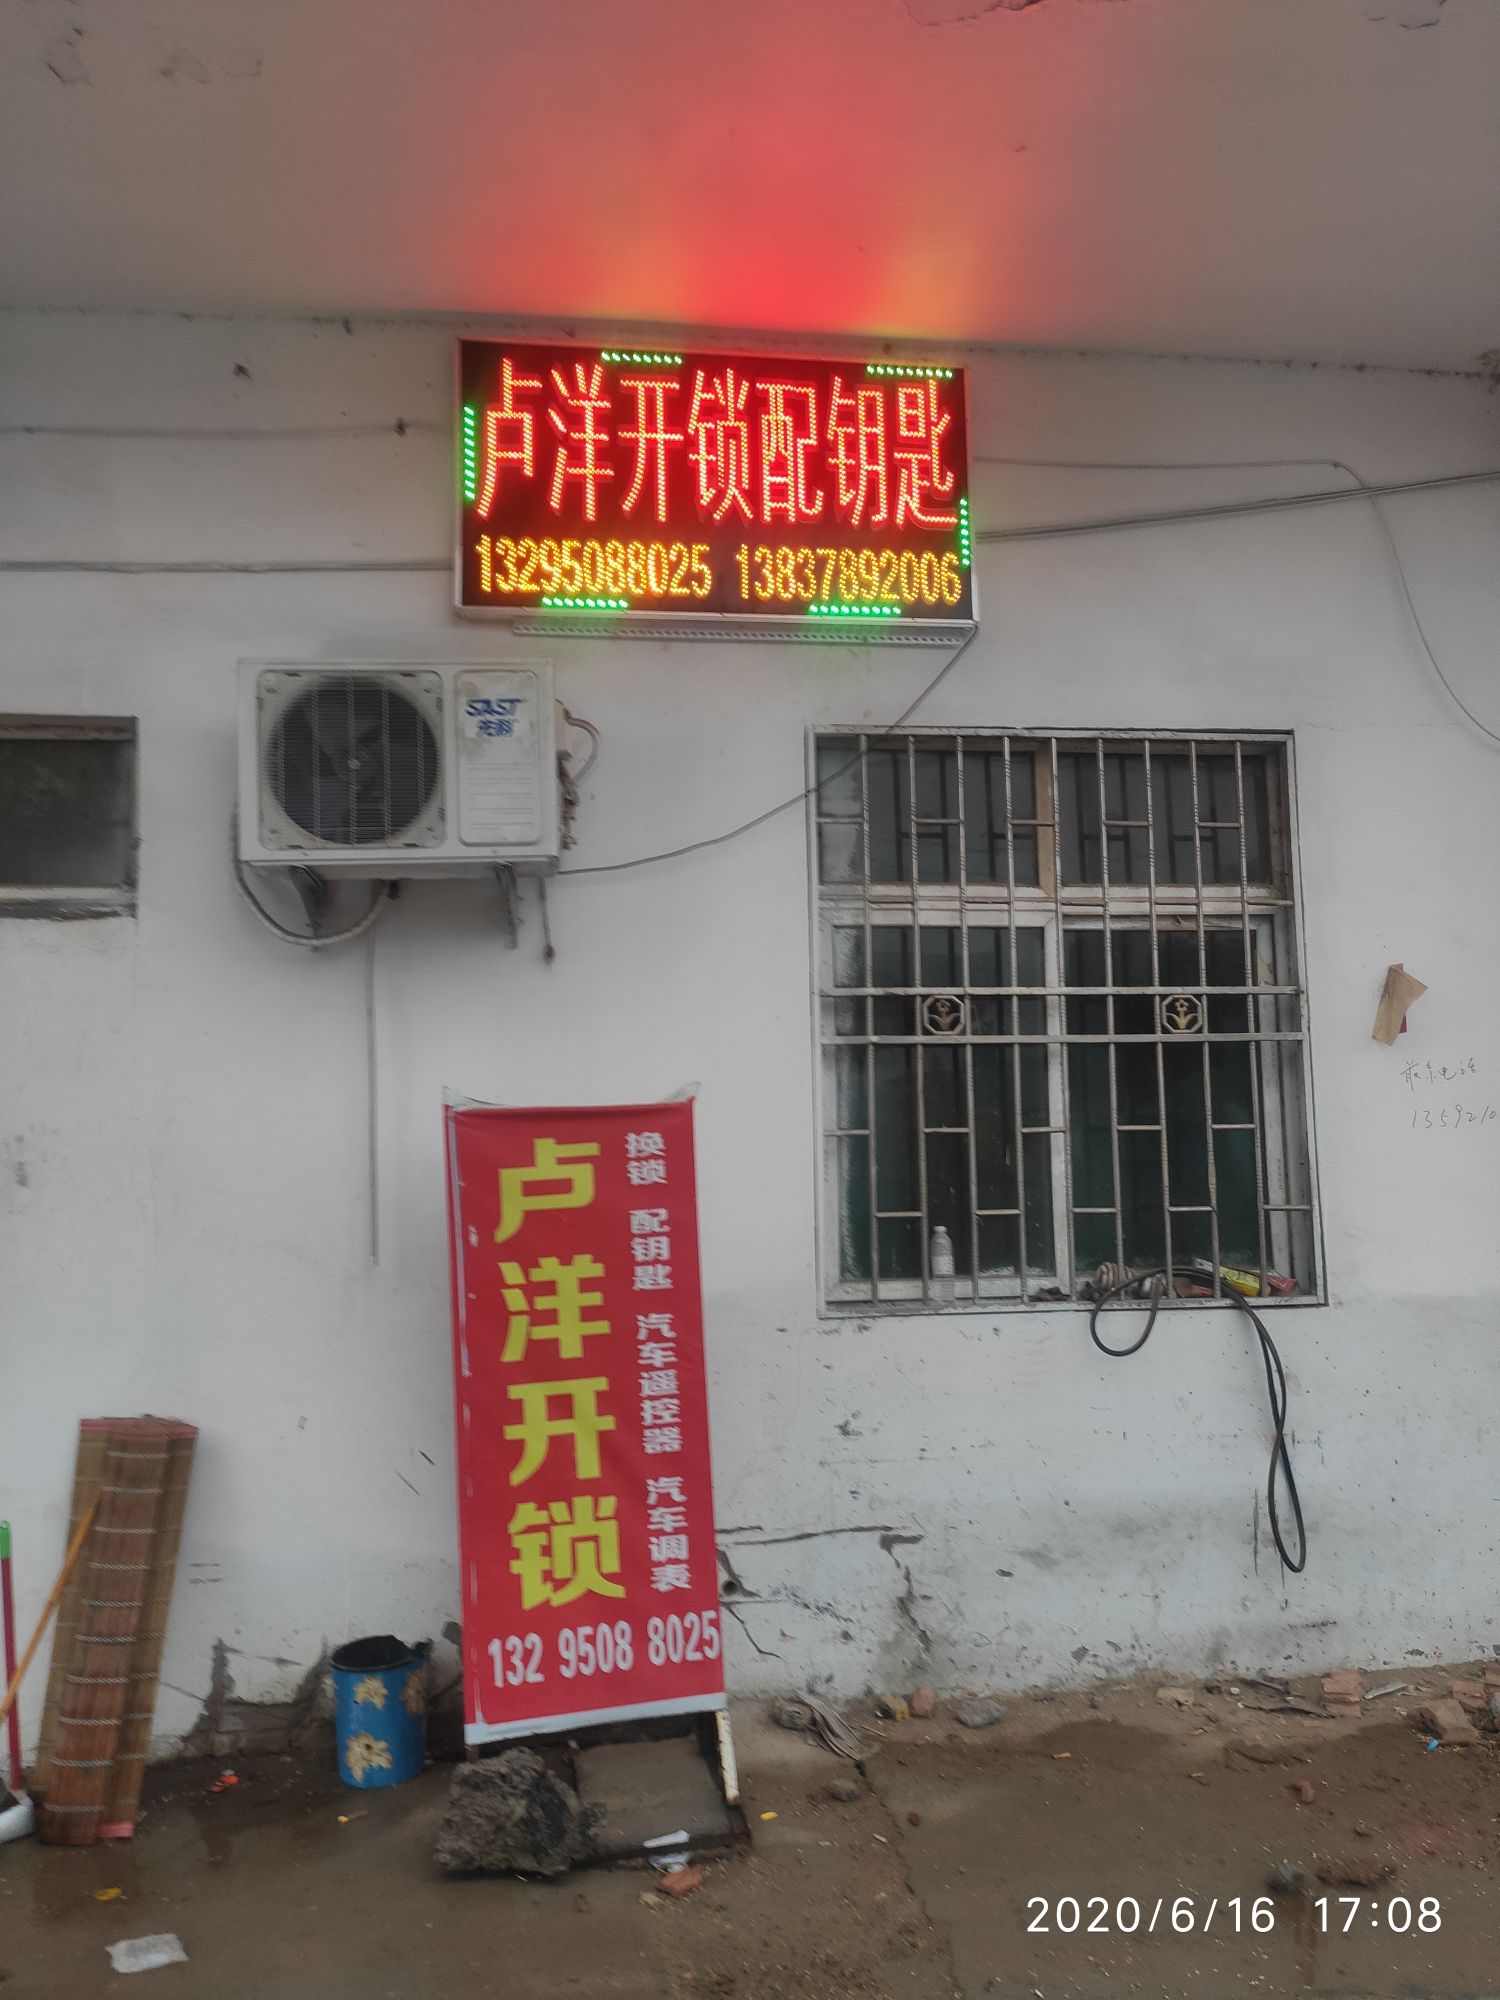 卢洋开锁配钥匙
13295088025 13837892006
SAST
先科
卢洋开锁
换锁 配钥匙 汽车遥控器 汽车调表
132 9508 8025
电话
2020/6/16 17:08